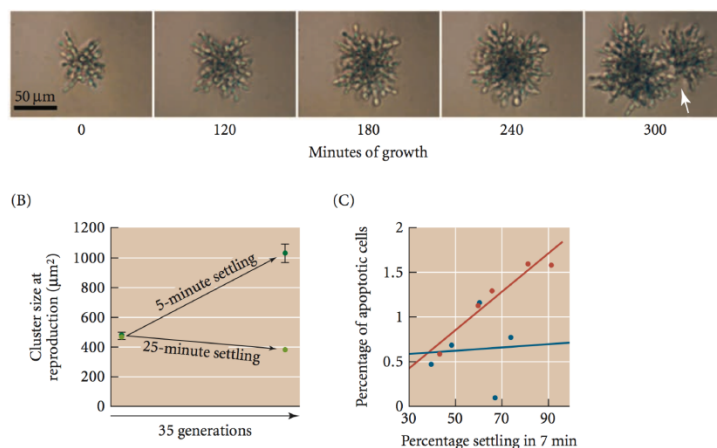 50 μm
0 120 180 240 300
Minutes of growth
(B)
1200
1000
800
600
400
200
0
Cluster size at
reproduction (μm²)
5-minute settling
25-minute settling
35 generations
(C)
2
1.5
1
0.5
0
Percentage of apoptotic cells
30 50 70 90
Percentage settling in 7 min